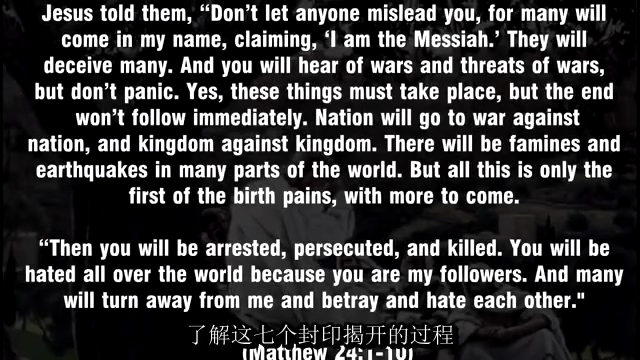 Jesus told them, “Don’t let anyone mislead you, for many will
come in my name, claiming, ‘I am the Messiah.’ They will
deceive many. And you will hear of wars and threats of wars,
but don’t panic. Yes, these things must take place, but the end
won’t follow immediately. Nation will go to war against
nation, and kingdom against kingdom. There will be famines and
earthquakes in many parts of the world. But all this is only the
first of the birth pains, with more to come.
“Then you will be arrested, persecuted, and killed. You will be
hated all over the world because you are my followers. And many
will turn away from me and betray and hate each other."
了解这七个封印揭开的过程
(Matthew 24:1-10)